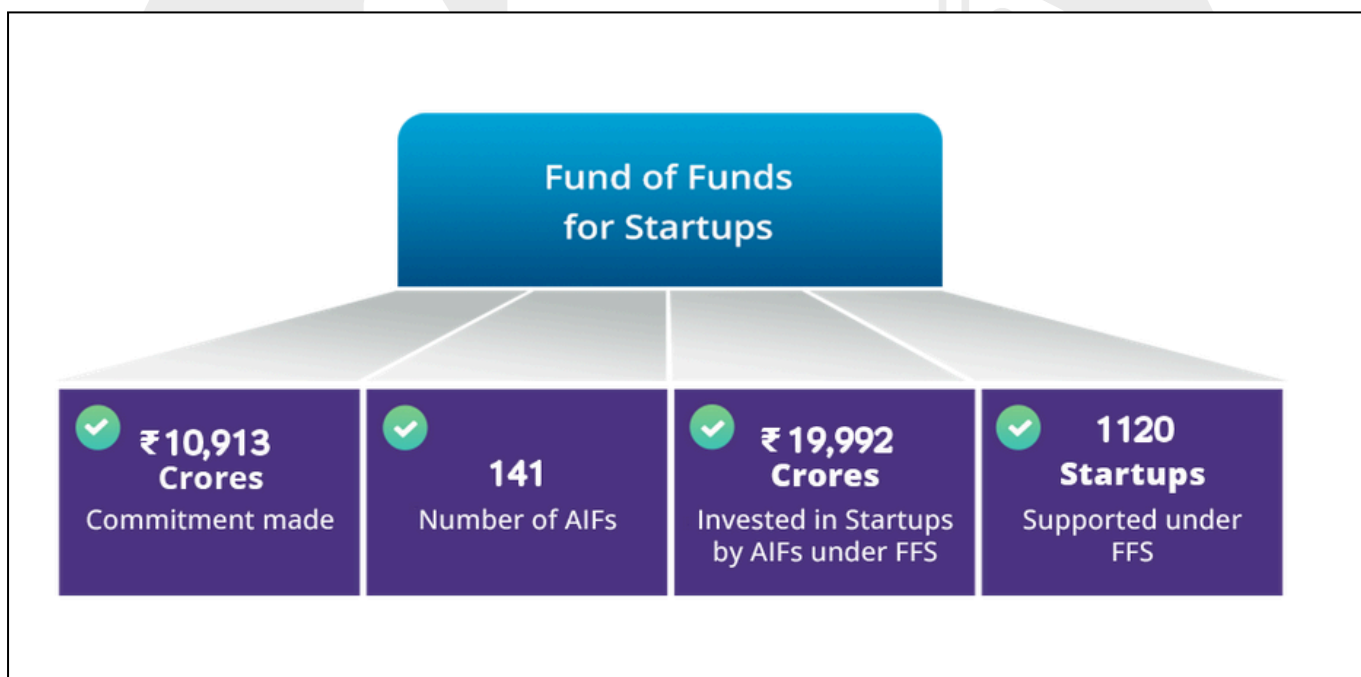 Fund of Funds
for Startups
₹10,913
Crores
Commitment made
141
Number of AIFs
₹19,992
Crores
Invested in Startups
by AIFs under FFS
1120
Startups
Supported under
FFS